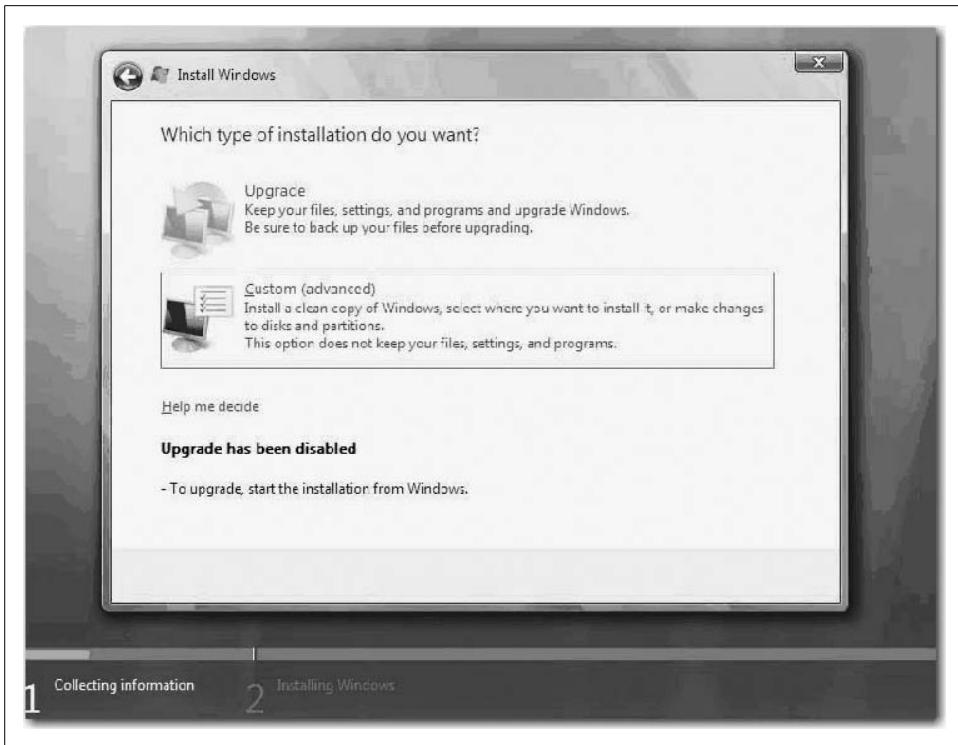 Install Windows
Which type of installation do you want?
Upgrade
Keep your files, settings, and programs and upgrade Windows.
Be sure to back up your files before upgrading.
Custom (advanced)
Install a clean copy of Windows, select where you want to install it, or make changes
to disks and partitions.
This option does not keep your files, settings, and programs.
Help me decide
Upgrade has been disabled
- To upgrade, start the installation from Windows.
1 Collecting information
2 Installing Windows